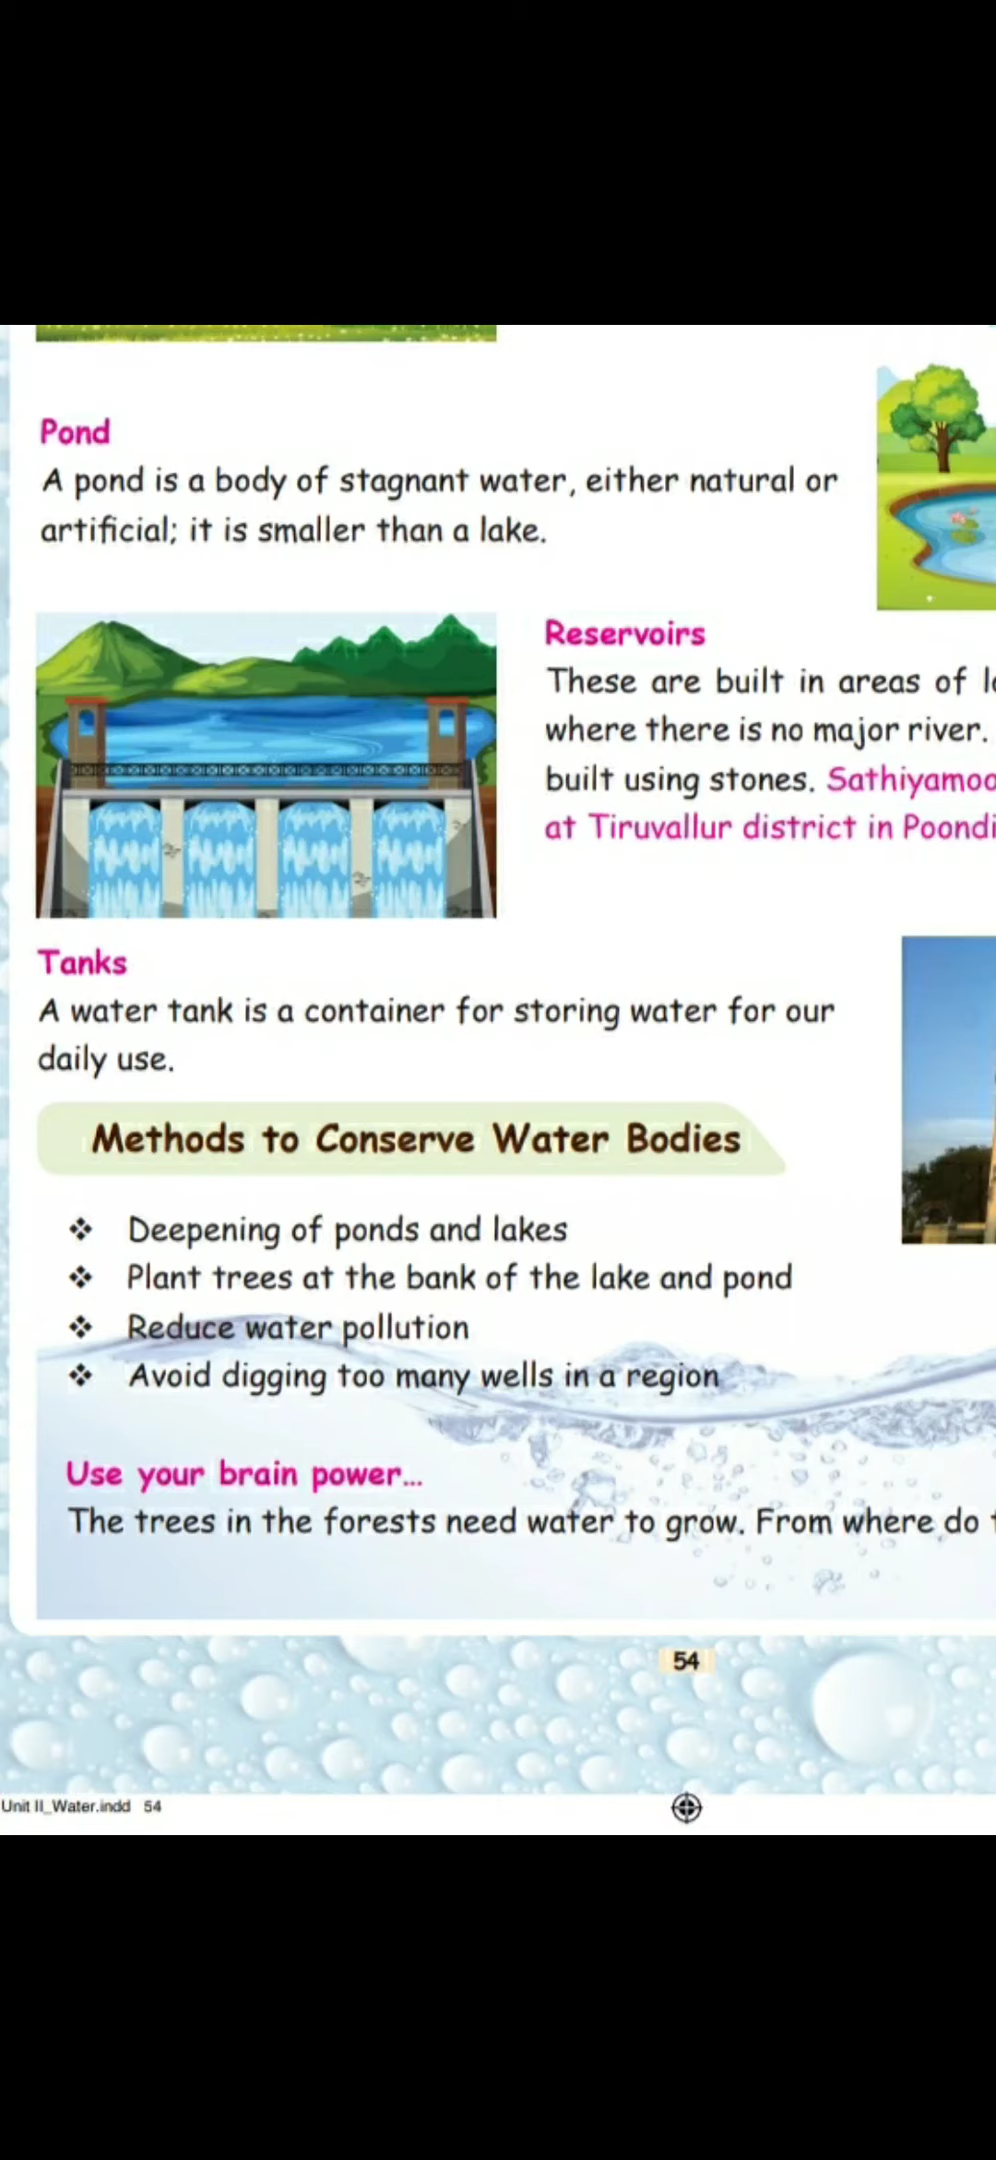 Pond
A pond is a body of stagnant water, either natural or
artificial; it is smaller than a lake.
Reservoirs
These are built in areas of
where there is no major river.
built using stones.
at Tiruvallur district in Poondi
Tanks
A water tank is a container for storing water for our
daily use.
Methods to Conserve Water Bodies
❖ Deepening of ponds and lakes
❖ Plant trees at the bank of the lake and pond
❖ Reduce water pollution
❖ Avoid digging too many wells in a region
Use your brain power...
The trees in the forests need water to grow. From where do
54
Unit II_Water.indd 54